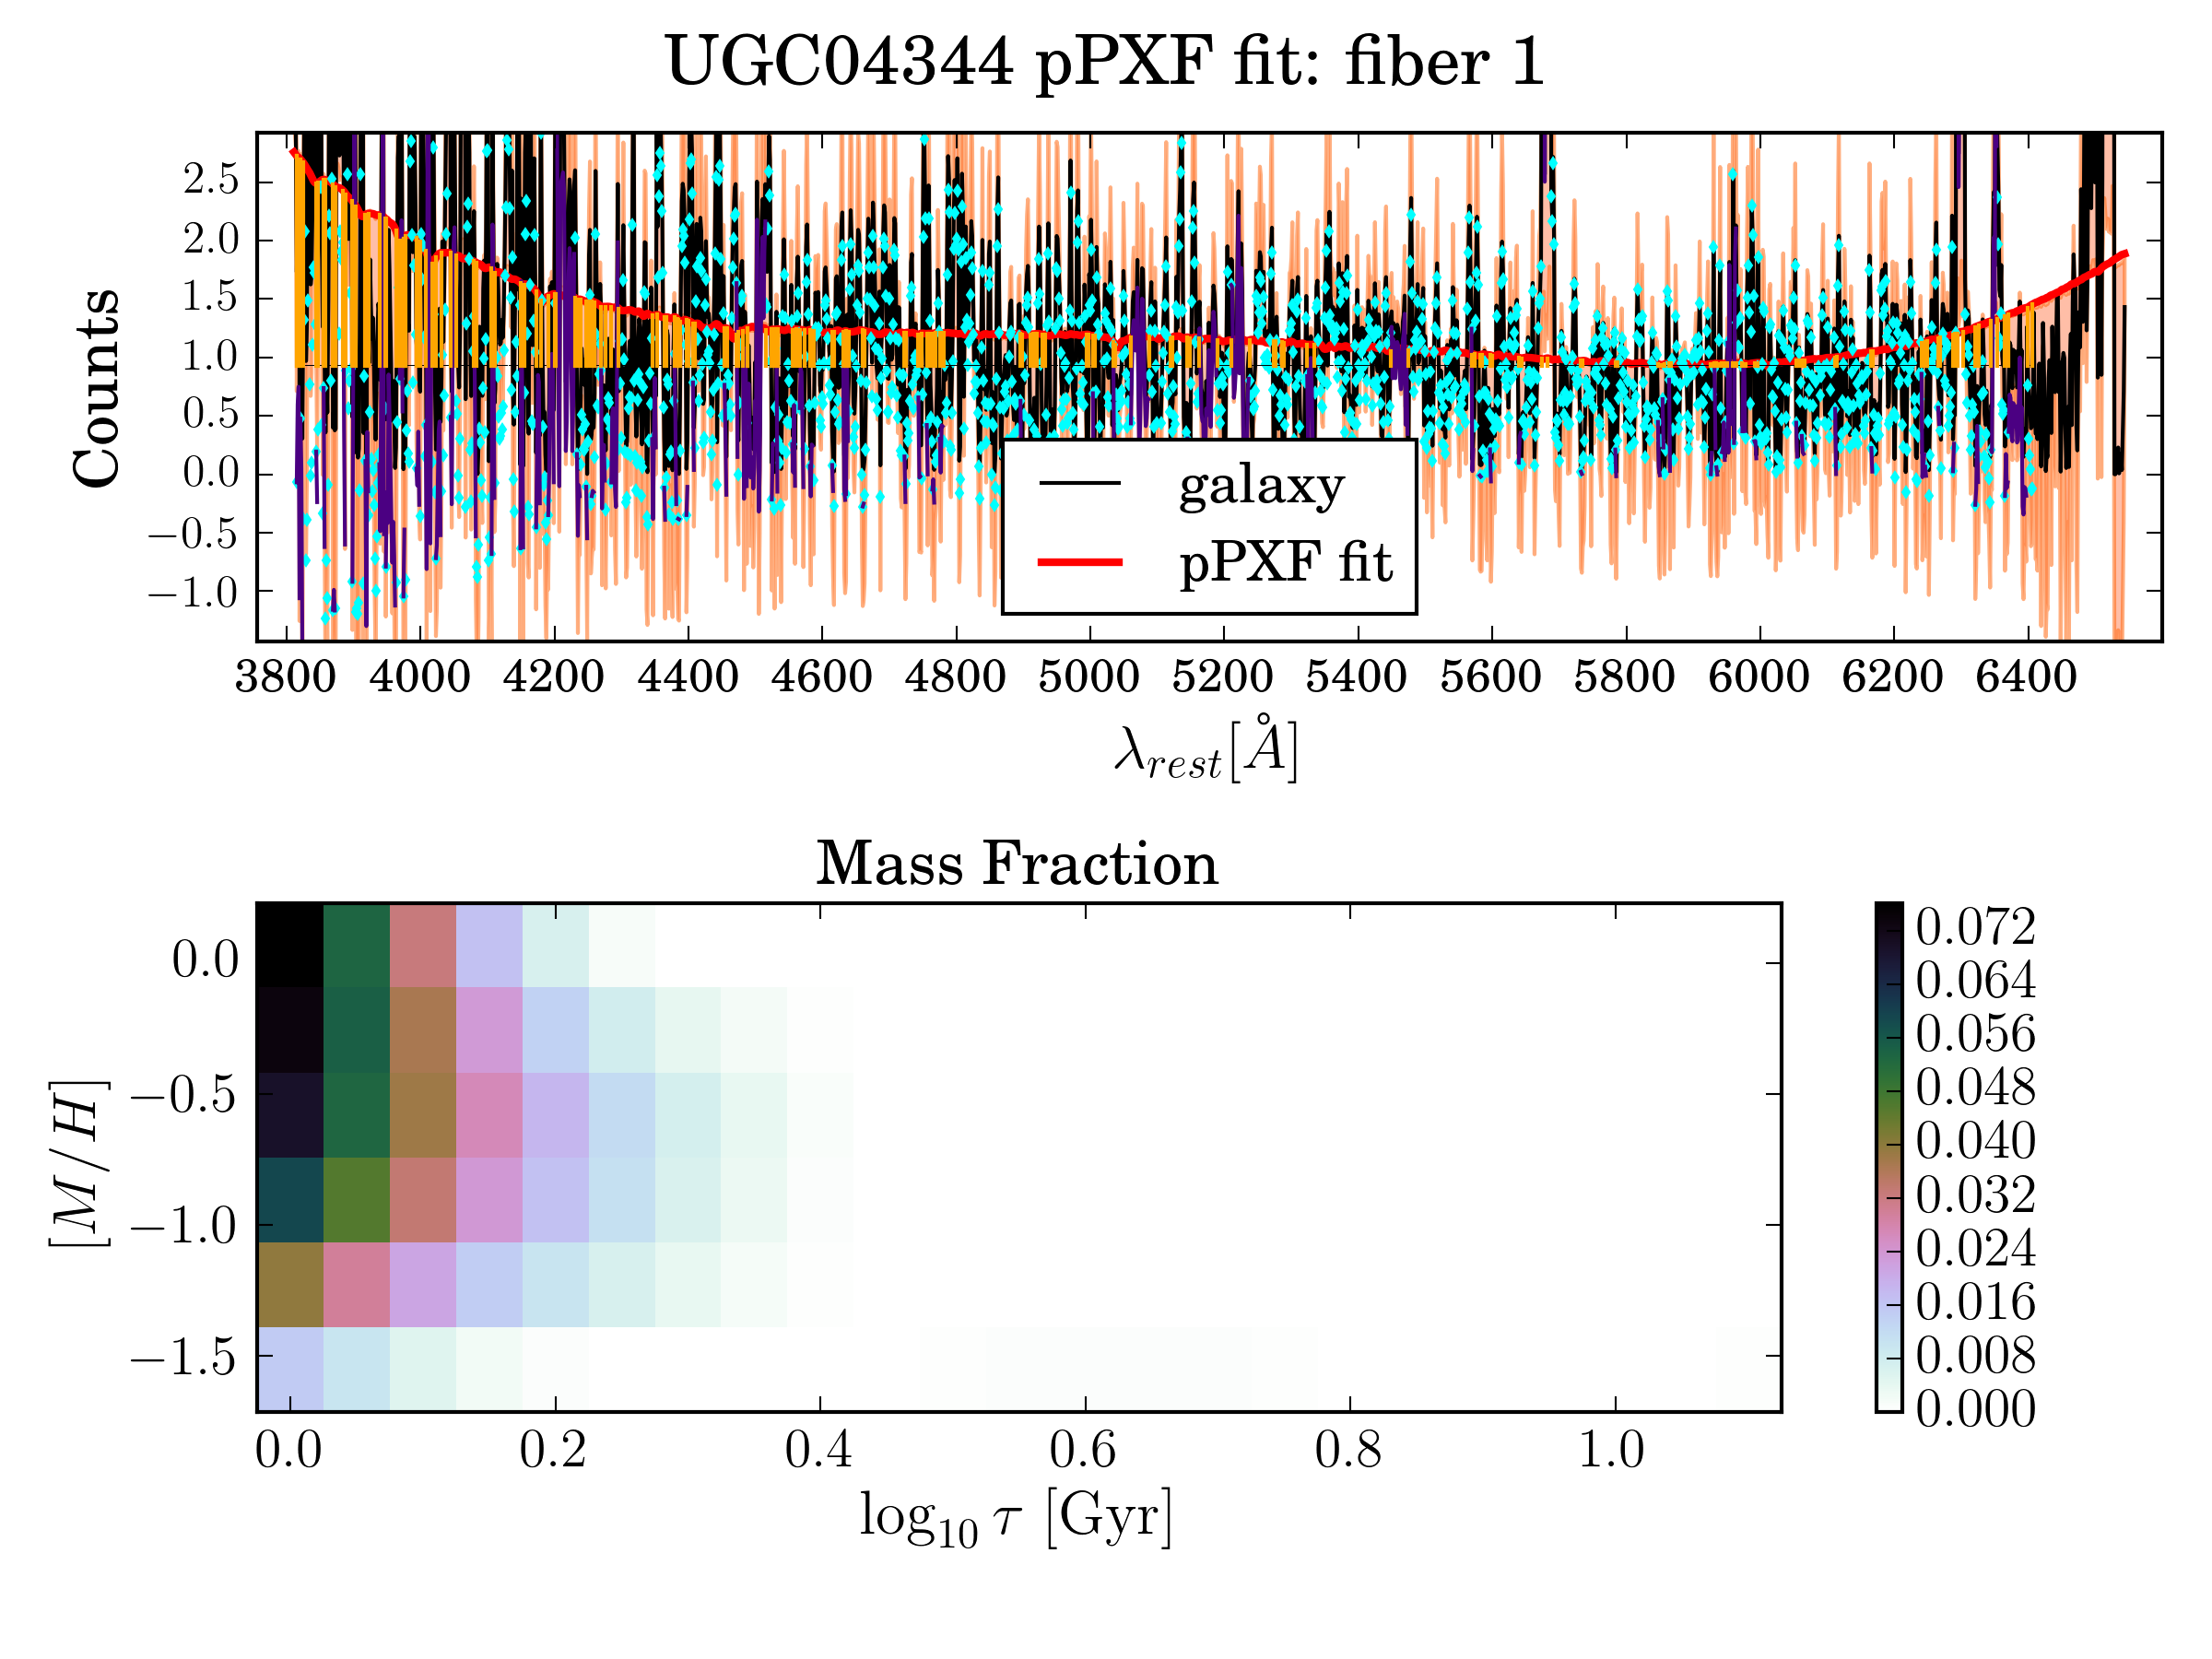 UGC04344 pPXF fit: fiber 1
2.5
2.0
1.5
1.0
0.5
0.0
−0.5
−1.0
Counts
galaxy
pPXF fit
3800 4000 4200 4400 4600 4800 5000 5200 5400 5600 5800 6000 6200 6400
λrest[Å]
Mass Fraction
0.0
−0.5
−1.0
−1.5
[M/H]
0.0 0.2 0.4 0.6 0.8 1.0
log10 τ [Gyr]
0.072
0.064
0.056
0.048
0.040
0.032
0.024
0.016
0.008
0.000